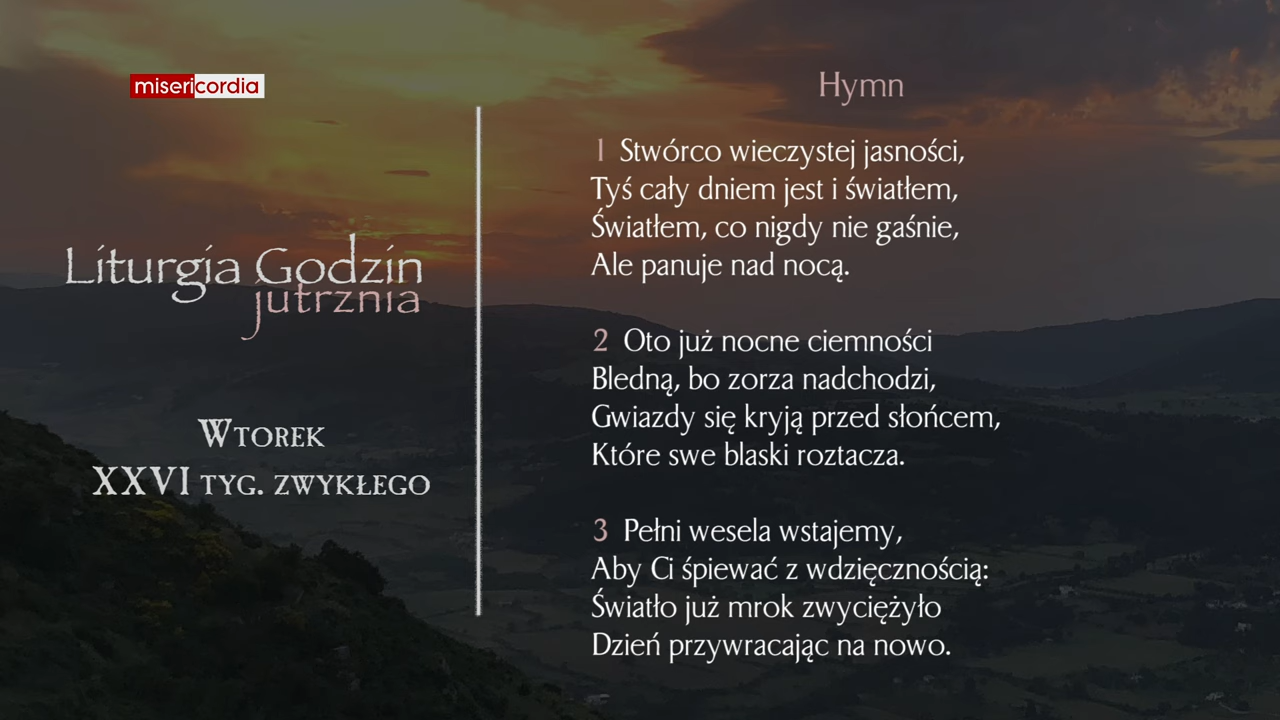 misericordia
Liturgia Godzin
jutrznia
Wtorek
XXVI tyg. zwykłego
Hymn
1 Stwórco wieczystej jasności,
Tyś cały dniem jest i światłem,
Światłem, co nigdy nie gaśnie,
Ale panuje nad nocą.
2 Oto już nocne ciemności
Bledną, bo zorza nadchodzi,
Gwiazdy się kryją przed słońcem,
Które swe blaski roztacza.
3 Pełni wesela wstajemy,
Aby Ci śpiewać z wdzięcznością:
Światło już mrok zwyciężyło
Dzień przywracając na nowo.